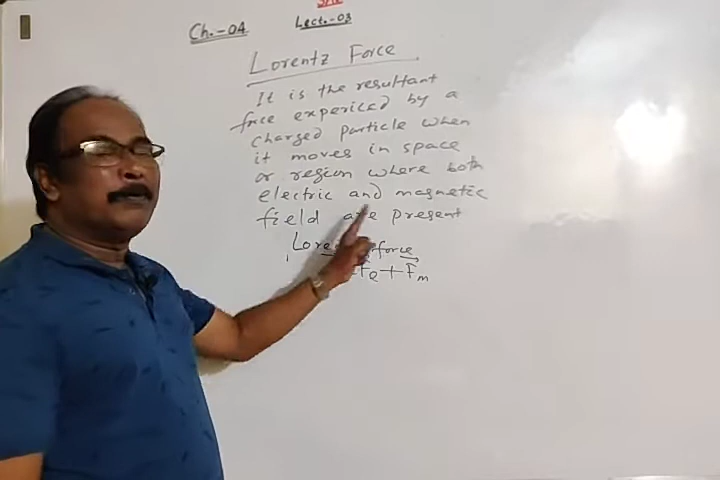 Ch.-04 Lect.-03
Lorentz Force
It is the resultant
force expericed by a
charged particle when
it moves in space
or region where both
electric and magnetic
field are present
force
Fe+Fm